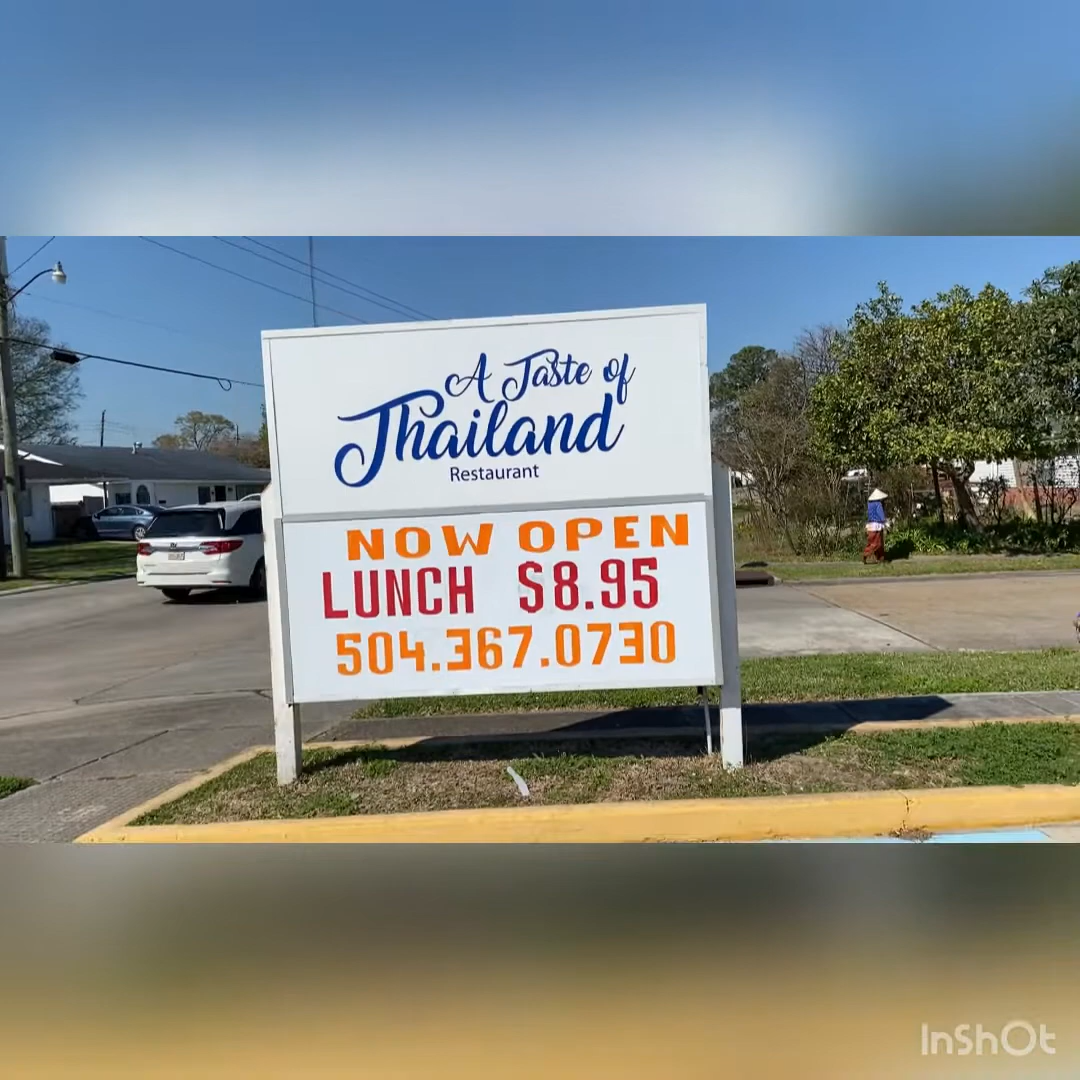 A Taste of
Thailand
Restaurant
NOW OPEN
LUNCH $8.95
504.367.0730
InShOt